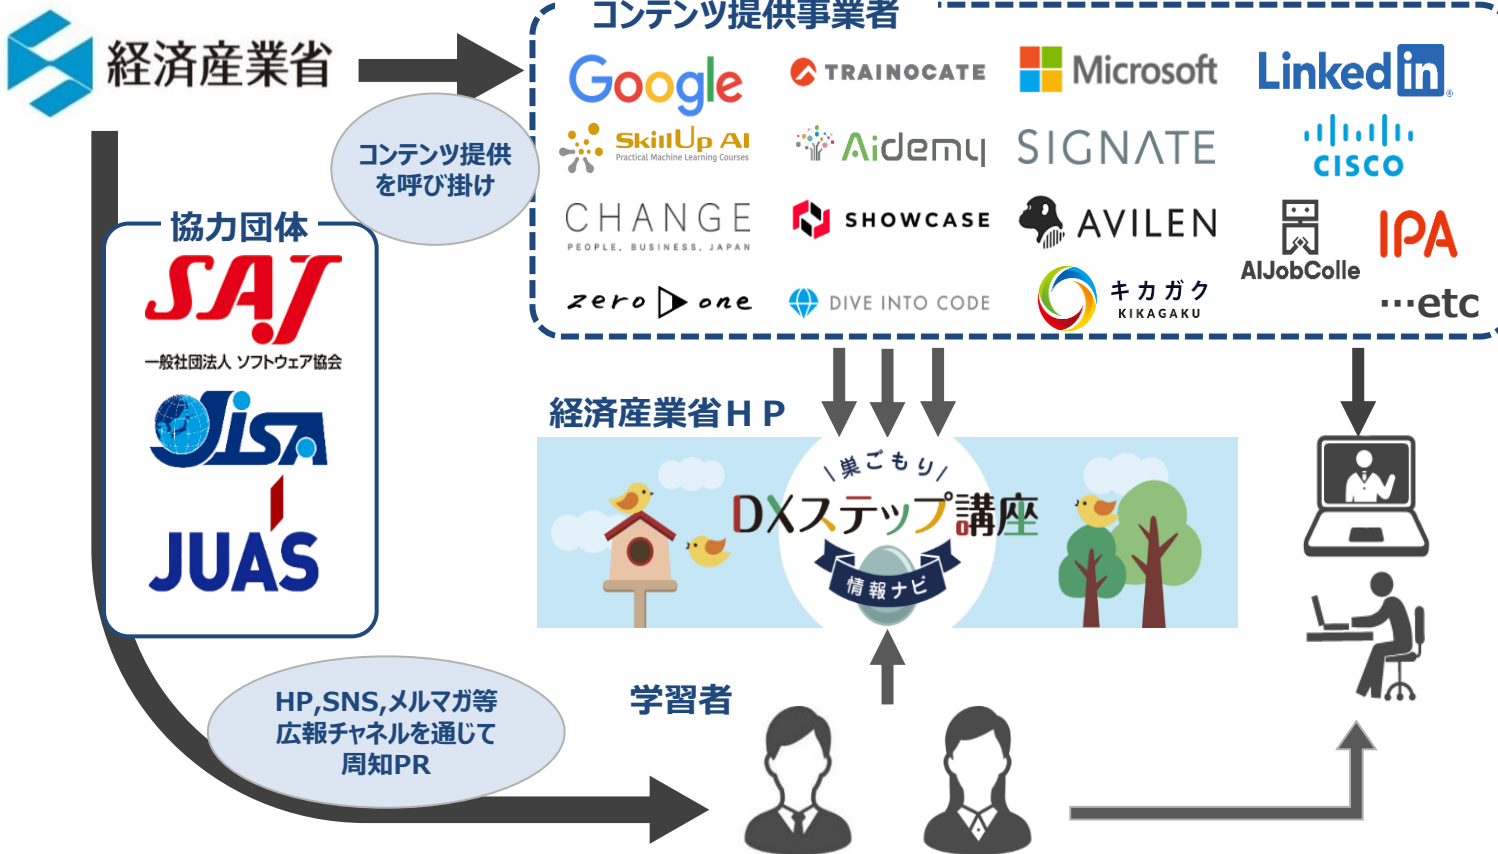 経済産業省
コンテンツ提供事業者
Google
TRAINOCATE
Microsoft
Linked in
SkillUp AI
Practical Machine Learning Courses
Aidemy
SIGNATE
CISCO
CHANGE
PEOPLE, BUSINESS, JAPAN
SHOWCASE
AVILEN
AIJobColle
IPA
zero one
DIVE INTO CODE
キカガク
KIKAGAKU
…etc
コンテンツ提供
を呼び掛け
協力団体
SAJ
一般社団法人 ソフトウェア協会
JiSA
JUAS
経済産業省ＨＰ
\巣ごもり/
DXステップ講座
情報ナビ
HP,SNS,メルマガ等
広報チャネルを通じて
周知PR
学習者